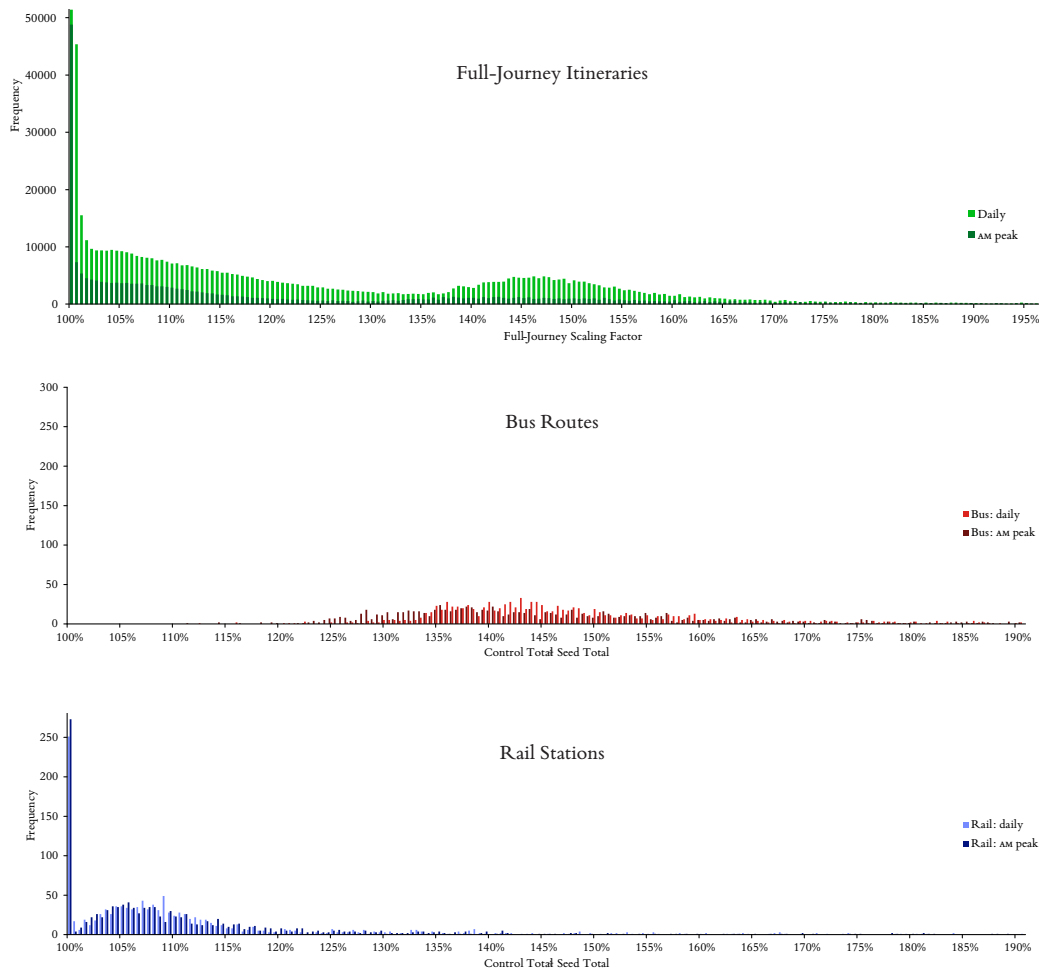 Full-Journey Itineraries
Frequency
50000
40000
30000
20000
10000
0
Daily
AM peak
100% 105% 110% 115% 120% 125% 130% 135% 140% 145% 150% 155% 160% 165% 170% 175% 180% 185% 190% 195%
Full-Journey Scaling Factor
Bus Routes
Frequency
300
250
200
150
100
50
0
Bus: daily
Bus: AM peak
100% 105% 110% 115% 120% 125% 130% 135% 140% 145% 150% 155% 160% 165% 170% 175% 180% 185% 190%
Control Total Seed Total
Rail Stations
Frequency
250
200
150
100
50
0
Rail: daily
Rail: AM peak
100% 105% 110% 115% 120% 125% 130% 135% 140% 145% 150% 155% 160% 165% 170% 175% 180% 185% 190%
Control Total Seed Total